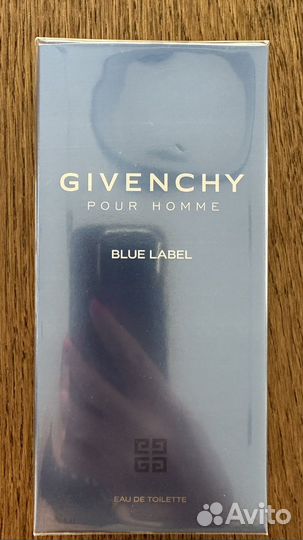 GIVENCHY
POUR HOMME
BLUE LABEL
EAU DE TOILETTE
Avito